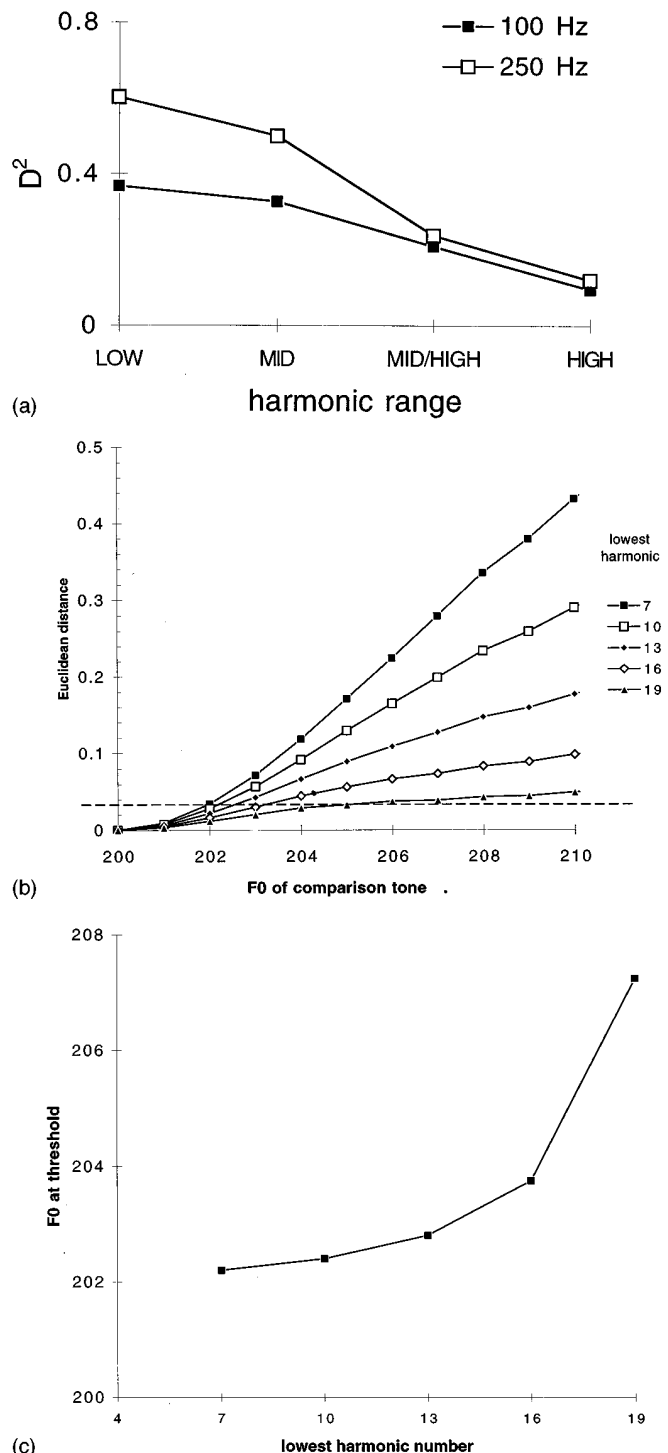 0.8
100 Hz
250 Hz
D²
0.4
0
LOW MID MID/HIGH HIGH
(a) harmonic range
0.5
0.4
0.3
0.2
0.1
0
Euclidean distance
lowest
harmonic
7
10
13
16
19
200 202 204 206 208 210
(b) F0 of comparison tone .
208
206
204
202
200
F0 at threshold
4 7 10 13 16 19
(c) lowest harmonic number